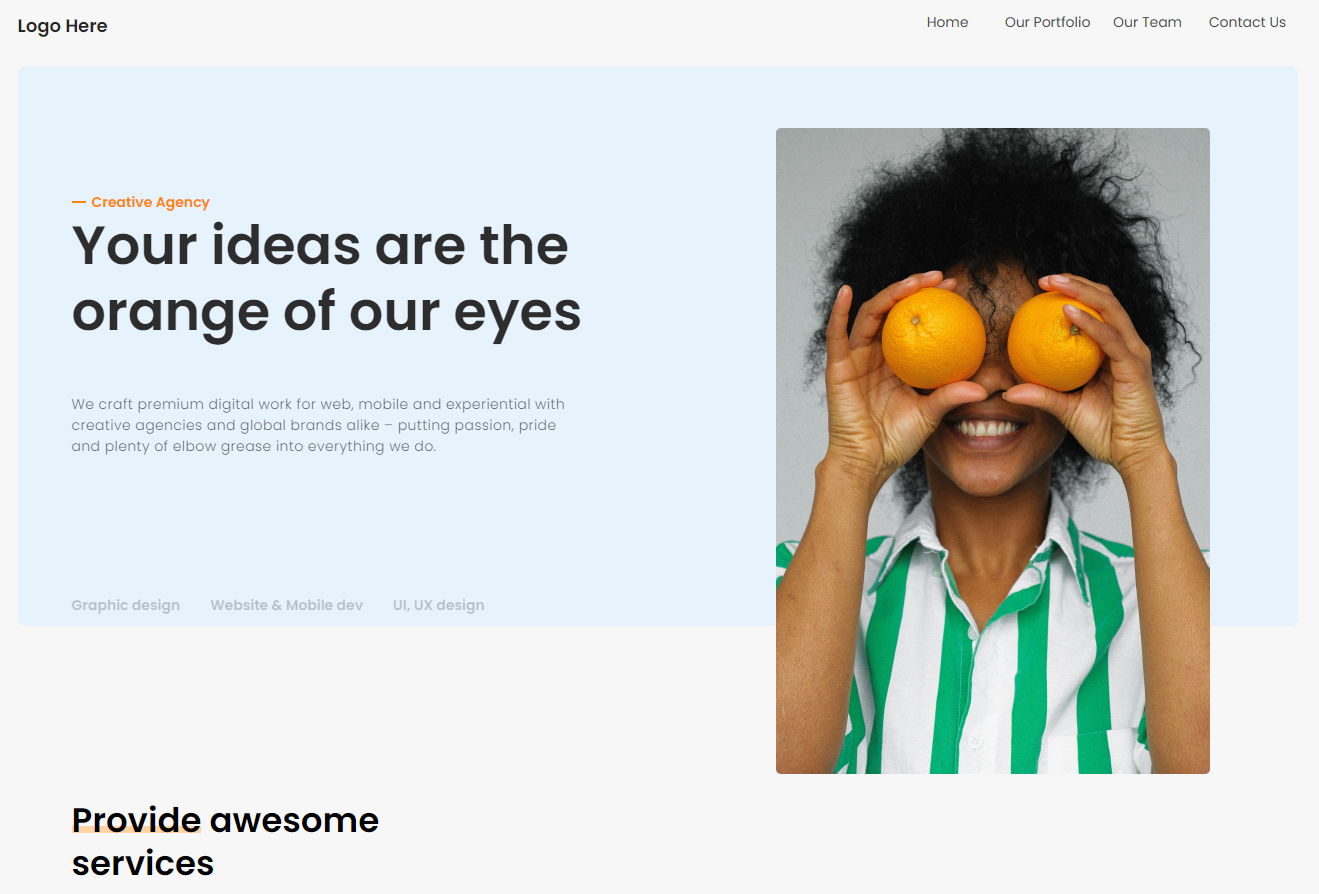 Logo Here
Home Our Portfolio Our Team Contact Us
— Creative Agency
Your ideas are the
orange of our eyes
We craft premium digital work for web, mobile and experiential with
creative agencies and global brands alike – putting passion, pride
and plenty of elbow grease into everything we do.
Graphic design Website & Mobile dev UI, UX design
Provide awesome
services